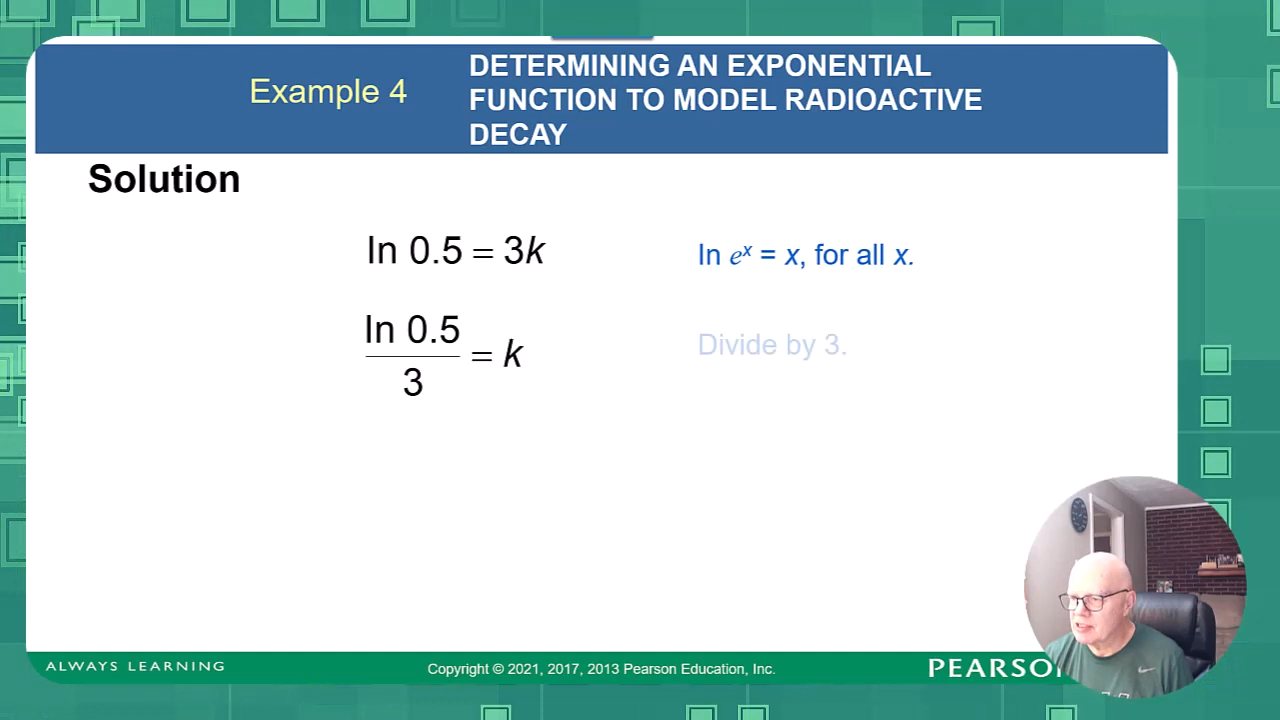 Example 4
DETERMINING AN EXPONENTIAL
FUNCTION TO MODEL RADIOACTIVE
DECAY
Solution
ln 0.5 = 3k
ln eˣ = x, for all x.
ln 0.5
3
= k
Divide by 3.
ALWAYS LEARNING
Copyright © 2021, 2017, 2013 Pearson Education, Inc.
PEARSO